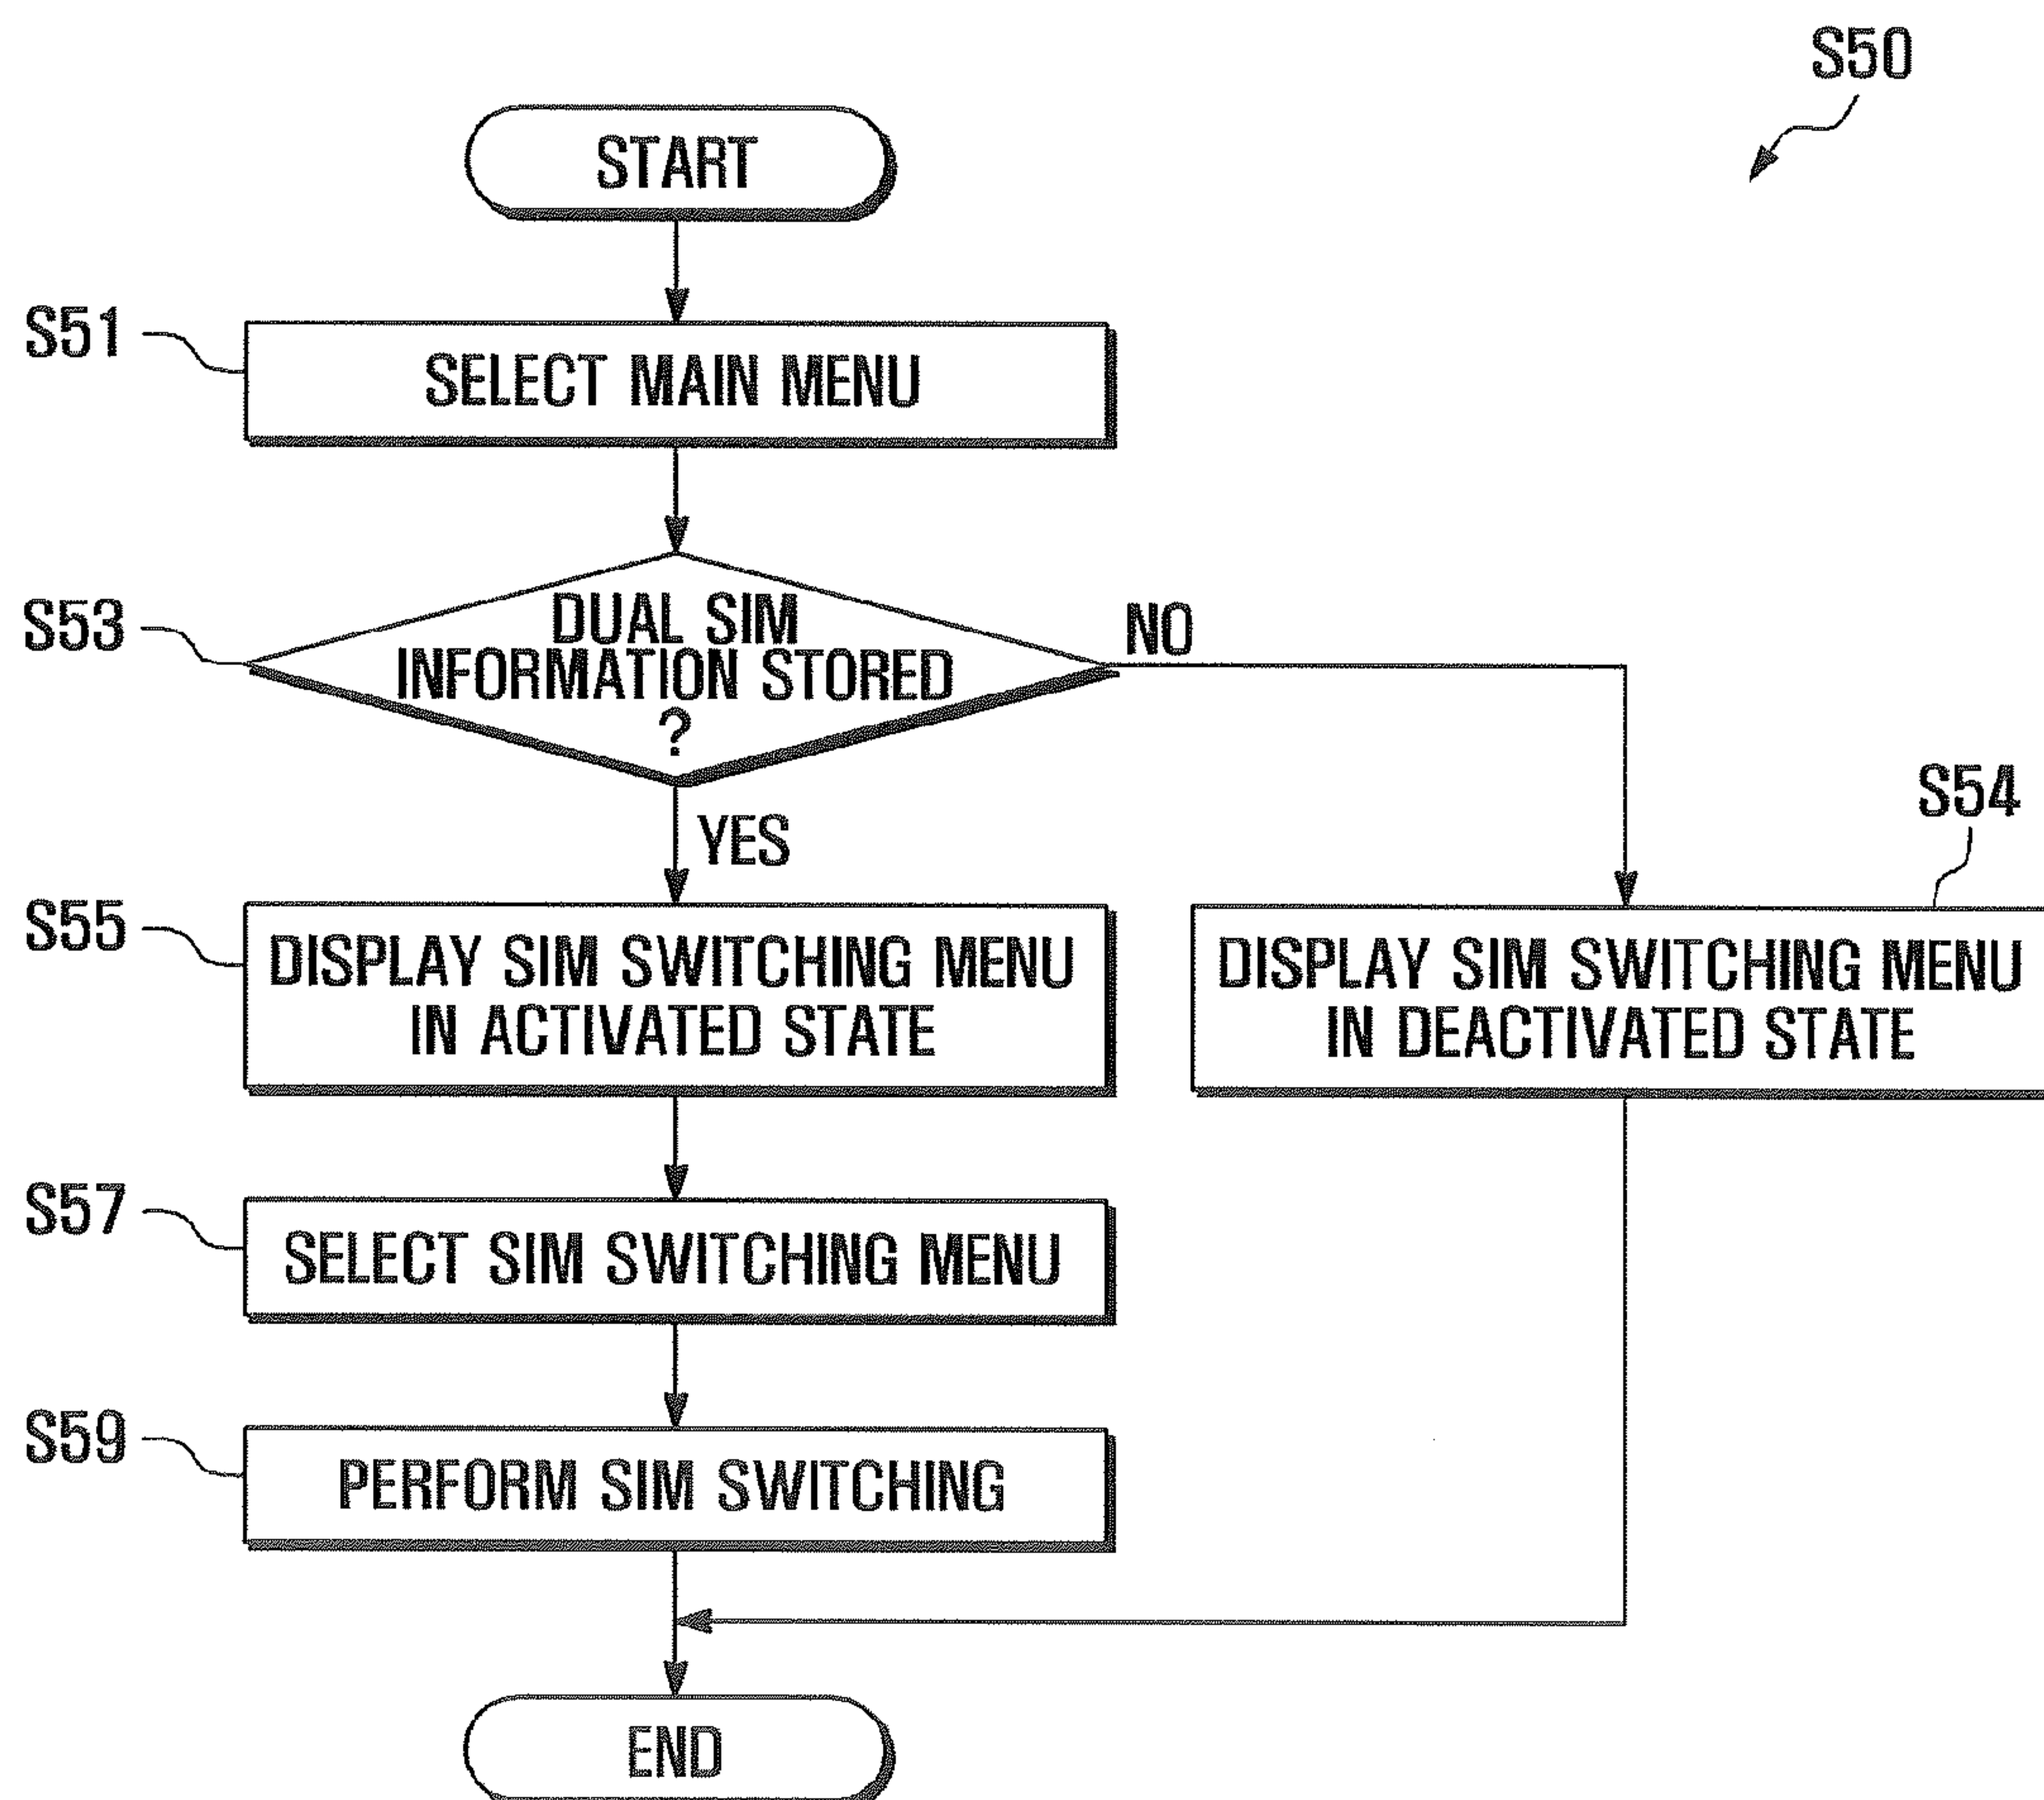 S50
START
S51
SELECT MAIN MENU
S53
DUAL SIM
INFORMATION STORED
?
NO
YES
S54
S55
DISPLAY SIM SWITCHING MENU
IN ACTIVATED STATE
DISPLAY SIM SWITCHING MENU
IN DEACTIVATED STATE
S57
SELECT SIM SWITCHING MENU
S59
PERFORM SIM SWITCHING
END